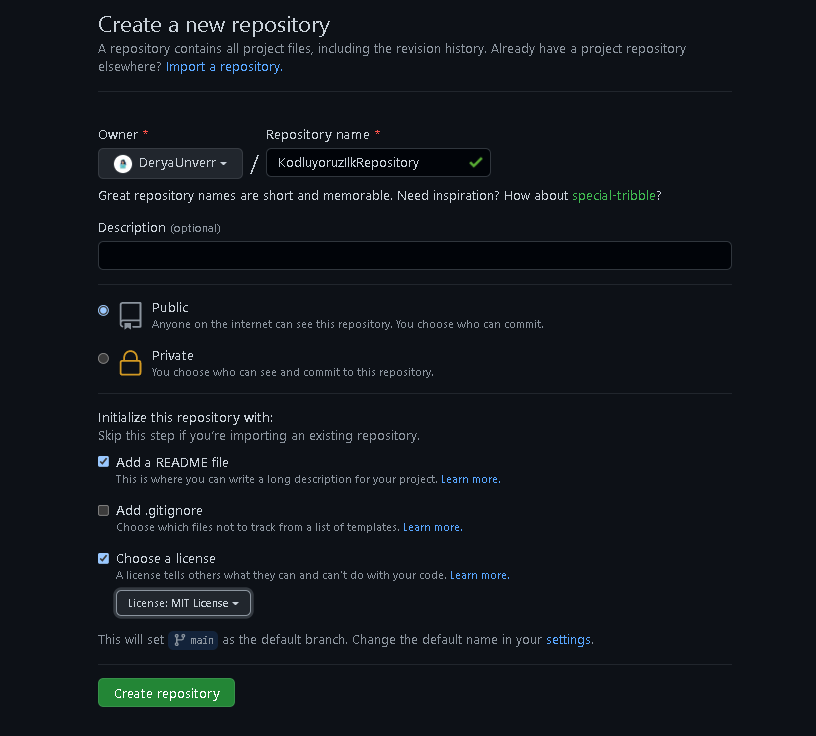 Create a new repository
A repository contains all project files, including the revision history. Already have a project repository
elsewhere? Import a repository.
Owner *
Repository name *
DeryaUnverr / KodluyoruzIlkRepository
Great repository names are short and memorable. Need inspiration? How about special-tribble?
Description (optional)
Public
Anyone on the internet can see this repository. You choose who can commit.
Private
You choose who can see and commit to this repository.
Initialize this repository with:
Skip this step if you're importing an existing repository.
Add a README file
This is where you can write a long description for your project. Learn more.
Add .gitignore
Choose which files not to track from a list of templates. Learn more.
Choose a license
A license tells others what they can and can't do with your code. Learn more.
License: MIT License
This will set main as the default branch. Change the default name in your settings.
Create repository